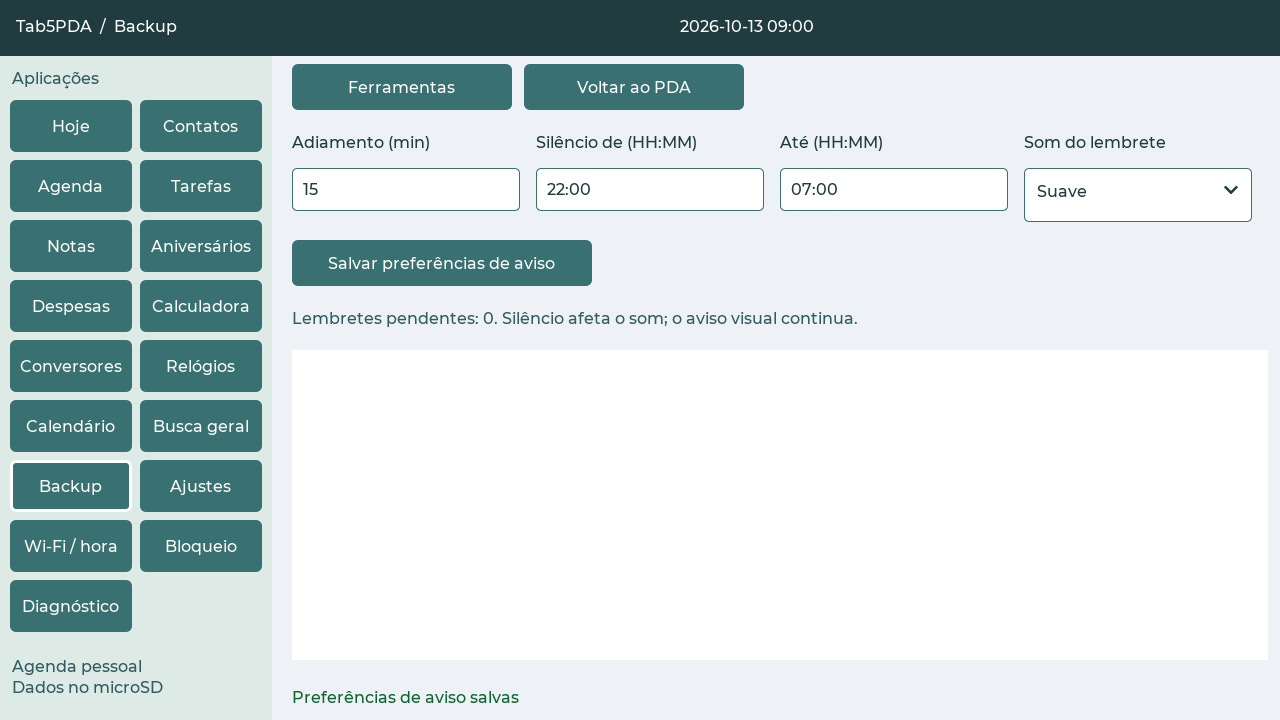 Tab5PDA / Backup
2026-10-13 09:00
Aplicações
Hoje
Contatos
Agenda
Tarefas
Notas
Aniversários
Despesas
Calculadora
Conversores
Relógios
Calendário
Busca geral
Backup
Ajustes
Wi-Fi / hora
Bloqueio
Diagnóstico
Agenda pessoal
Dados no microSD
Ferramentas
Voltar ao PDA
Adiamento (min)
Silêncio de (HH:MM)
Até (HH:MM)
Som do lembrete
15
22:00
07:00
Suave
Salvar preferências de aviso
Lembretes pendentes: 0. Silêncio afeta o som; o aviso visual continua.
Preferências de aviso salvas